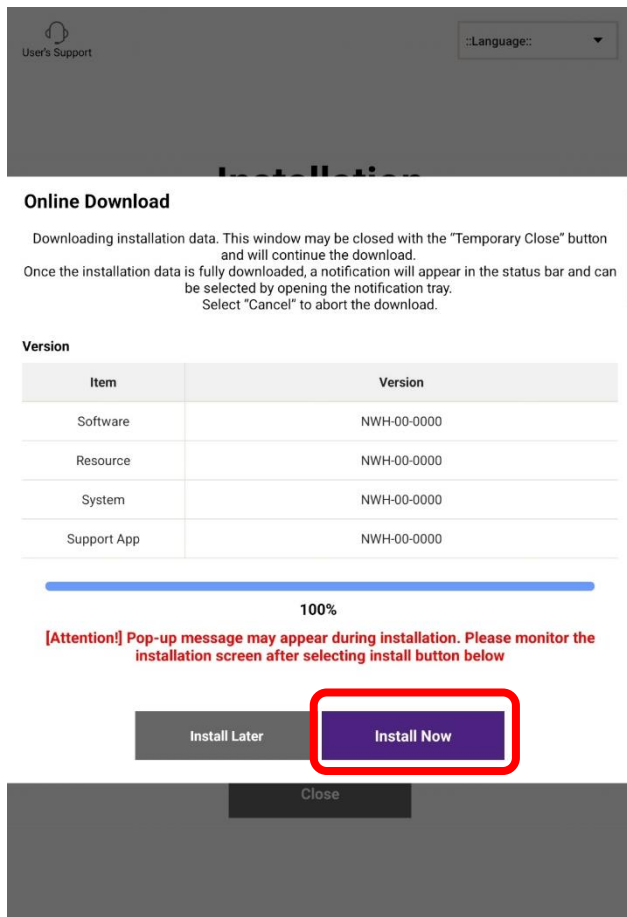 User's Support
::Language::
Installation
Online Download
Downloading installation data. This window may be closed with the "Temporary Close" button
and will continue the download.
Once the installation data is fully downloaded, a notification will appear in the status bar and can
be selected by opening the notification tray.
Select "Cancel" to abort the download.
Version
Item Version
Software NWH-00-0000
Resource NWH-00-0000
System NWH-00-0000
Support App NWH-00-0000
100%
[Attention!] Pop-up message may appear during installation. Please monitor the
installation screen after selecting install button below
Install Later Install Now
Close